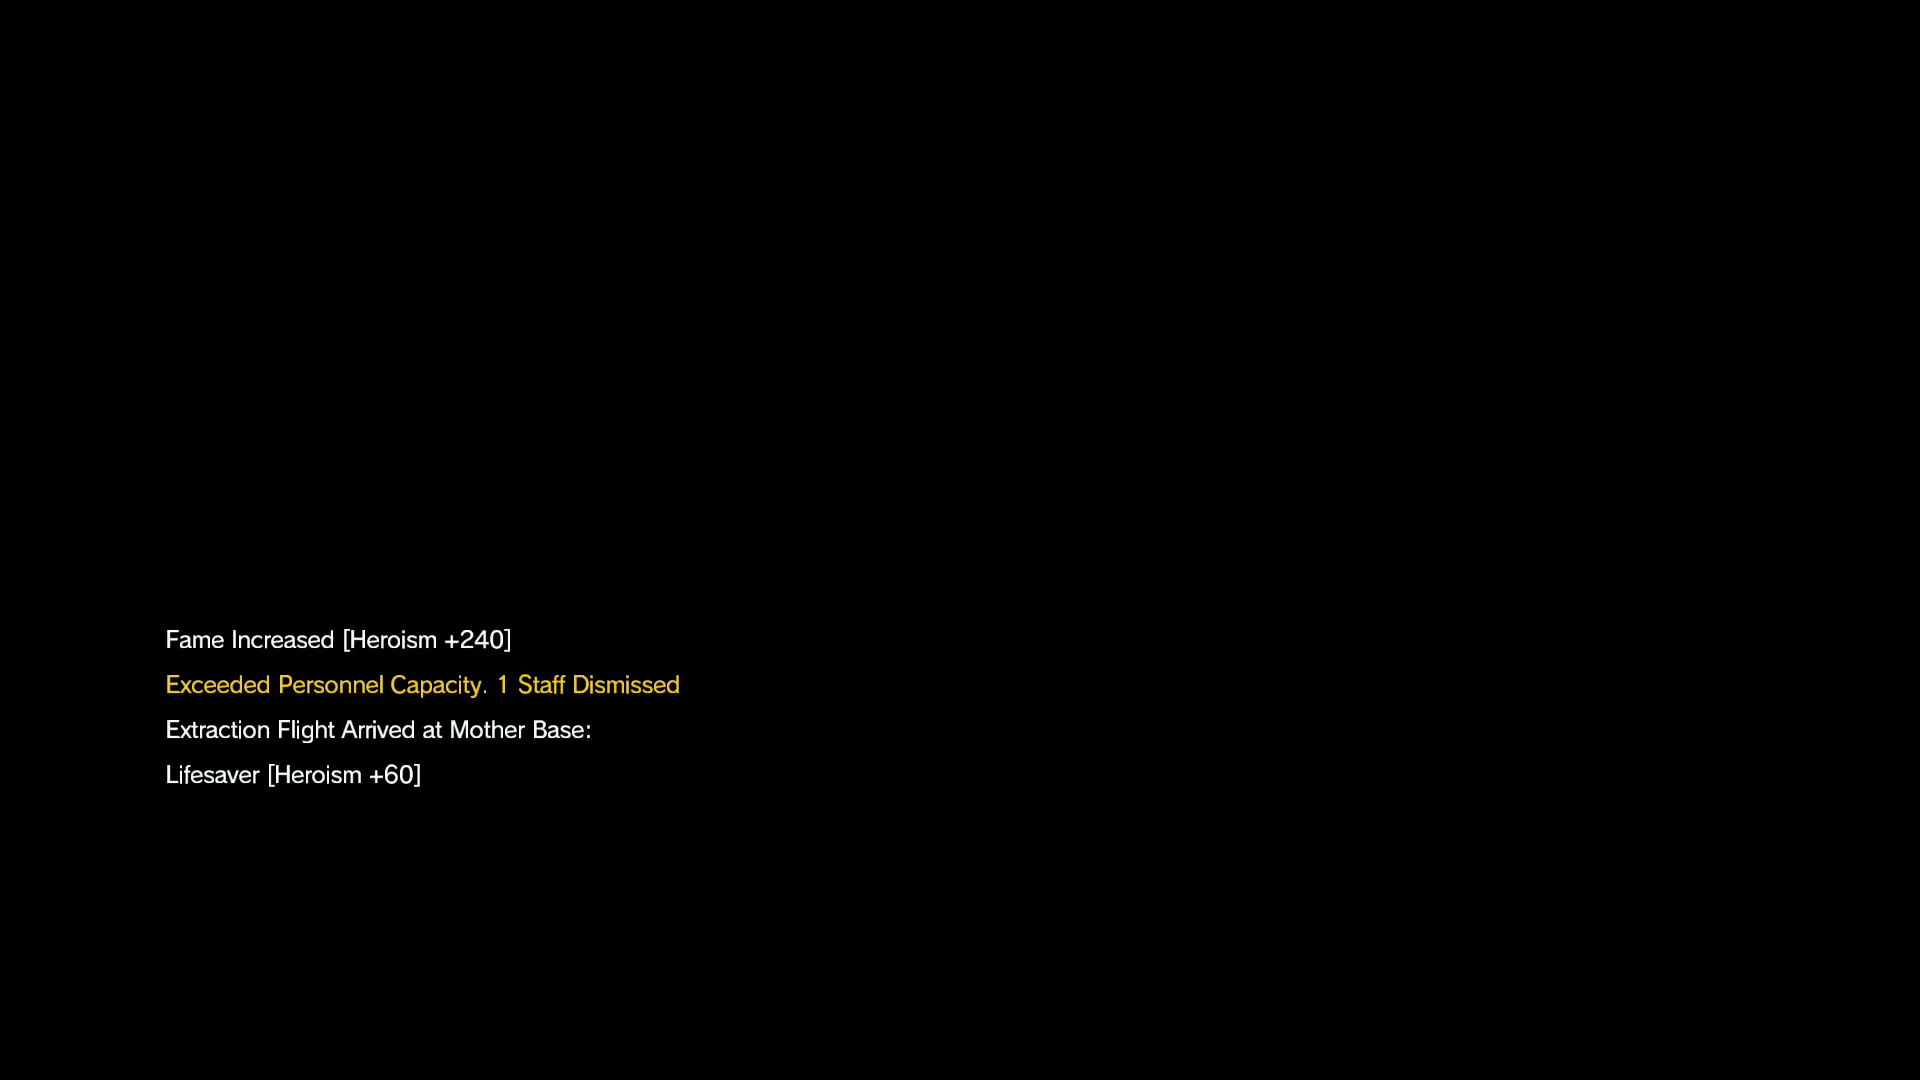 Fame Increased [Heroism +240]
Exceeded Personnel Capacity. 1 Staff Dismissed
Extraction Flight Arrived at Mother Base:
Lifesaver [Heroism +60]